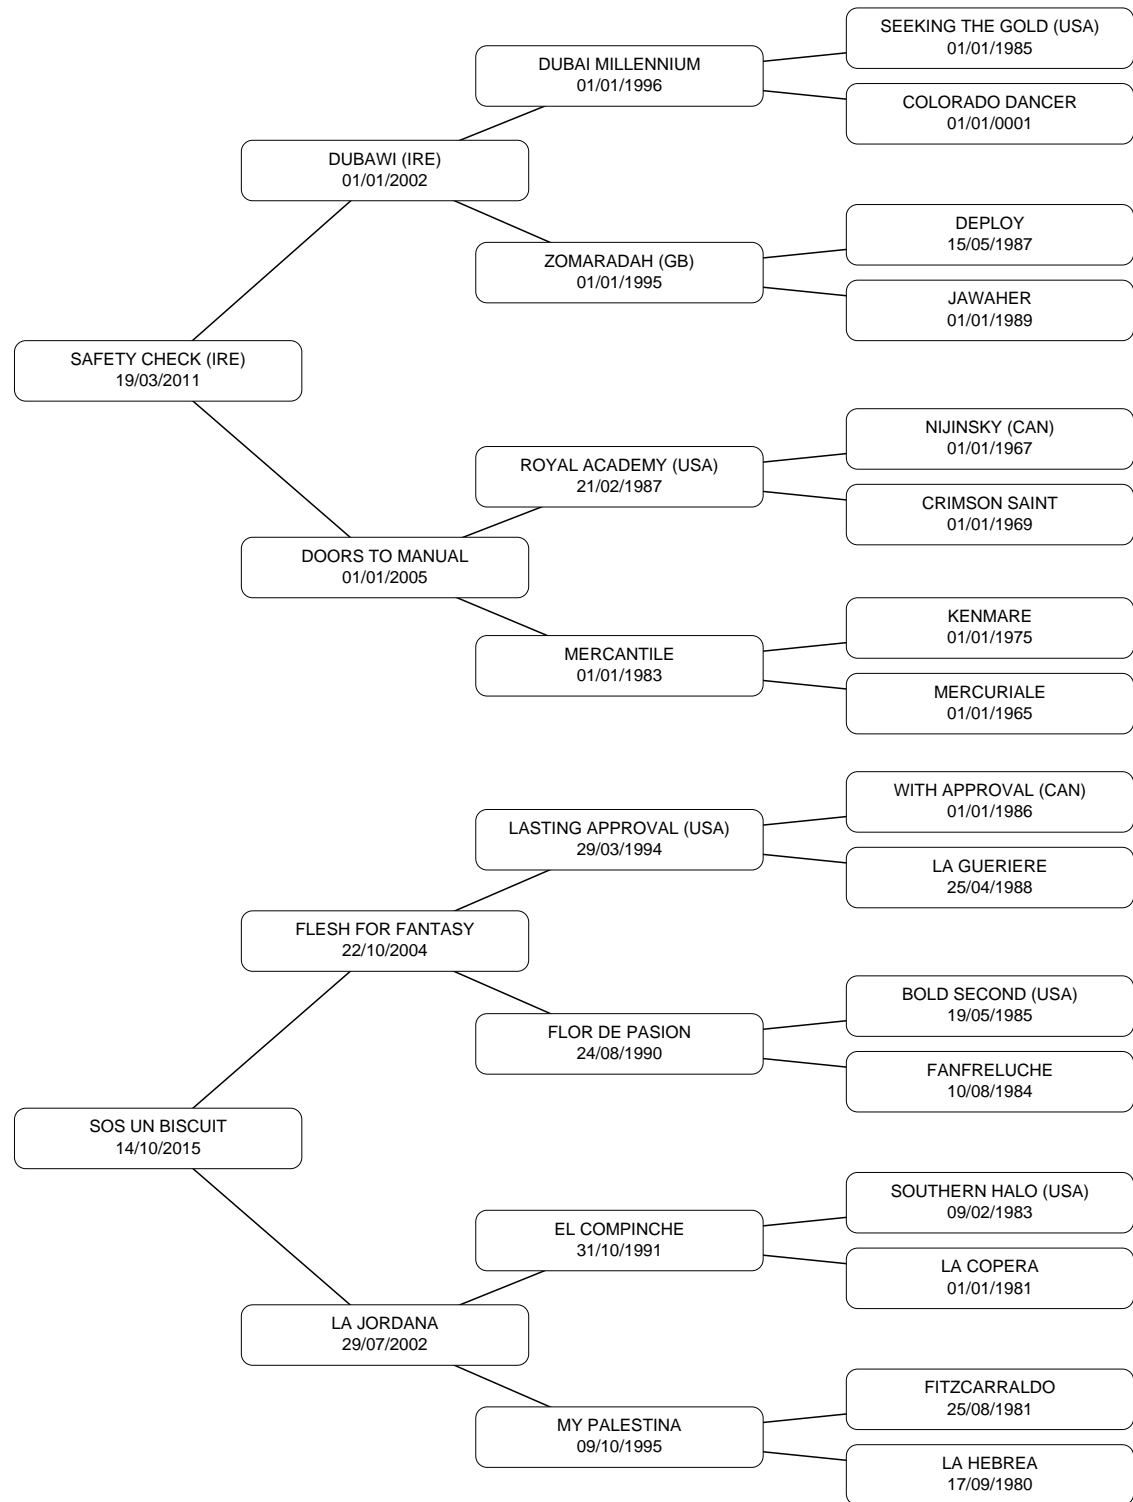 SEEKING THE GOLD (USA)
01/01/1985
DUBAI MILLENNIUM
01/01/1996
COLORADO DANCER
01/01/0001
DUBAWI (IRE)
01/01/2002
DEPLOY
15/05/1987
ZOMARADAH (GB)
01/01/1995
JAWAHER
01/01/1989
SAFETY CHECK (IRE)
19/03/2011
NIJINSKY (CAN)
01/01/1967
ROYAL ACADEMY (USA)
21/02/1987
CRIMSON SAINT
01/01/1969
DOORS TO MANUAL
01/01/2005
KENMARE
01/01/1975
MERCANTILE
01/01/1983
MERCURIALE
01/01/1965
WITH APPROVAL (CAN)
01/01/1986
LASTING APPROVAL (USA)
29/03/1994
LA GUERIERE
25/04/1988
FLESH FOR FANTASY
22/10/2004
BOLD SECOND (USA)
19/05/1985
FLOR DE PASION
24/08/1990
FANFRELUCHE
10/08/1984
SOS UN BISCUIT
14/10/2015
SOUTHERN HALO (USA)
09/02/1983
EL COMPINCHE
31/10/1991
LA COPERA
01/01/1981
LA JORDANA
29/07/2002
FITZCARRALDO
25/08/1981
MY PALESTINA
09/10/1995
LA HEBREA
17/09/1980